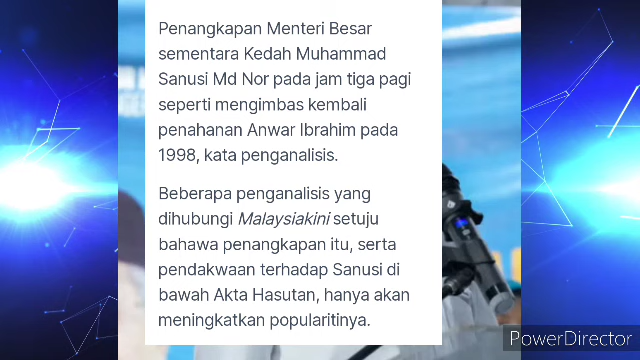 Penangkapan Menteri Besar
sementara Kedah Muhammad
Sanusi Md Nor pada jam tiga pagi
seperti mengimbas kembali
penahanan Anwar Ibrahim pada
1998, kata penganalisis.
Beberapa penganalisis yang
dihubungi Malaysiakini setuju
bahawa penangkapan itu, serta
pendakwaan terhadap Sanusi di
bawah Akta Hasutan, hanya akan
meningkatkan popularitinya.
PowerDirector